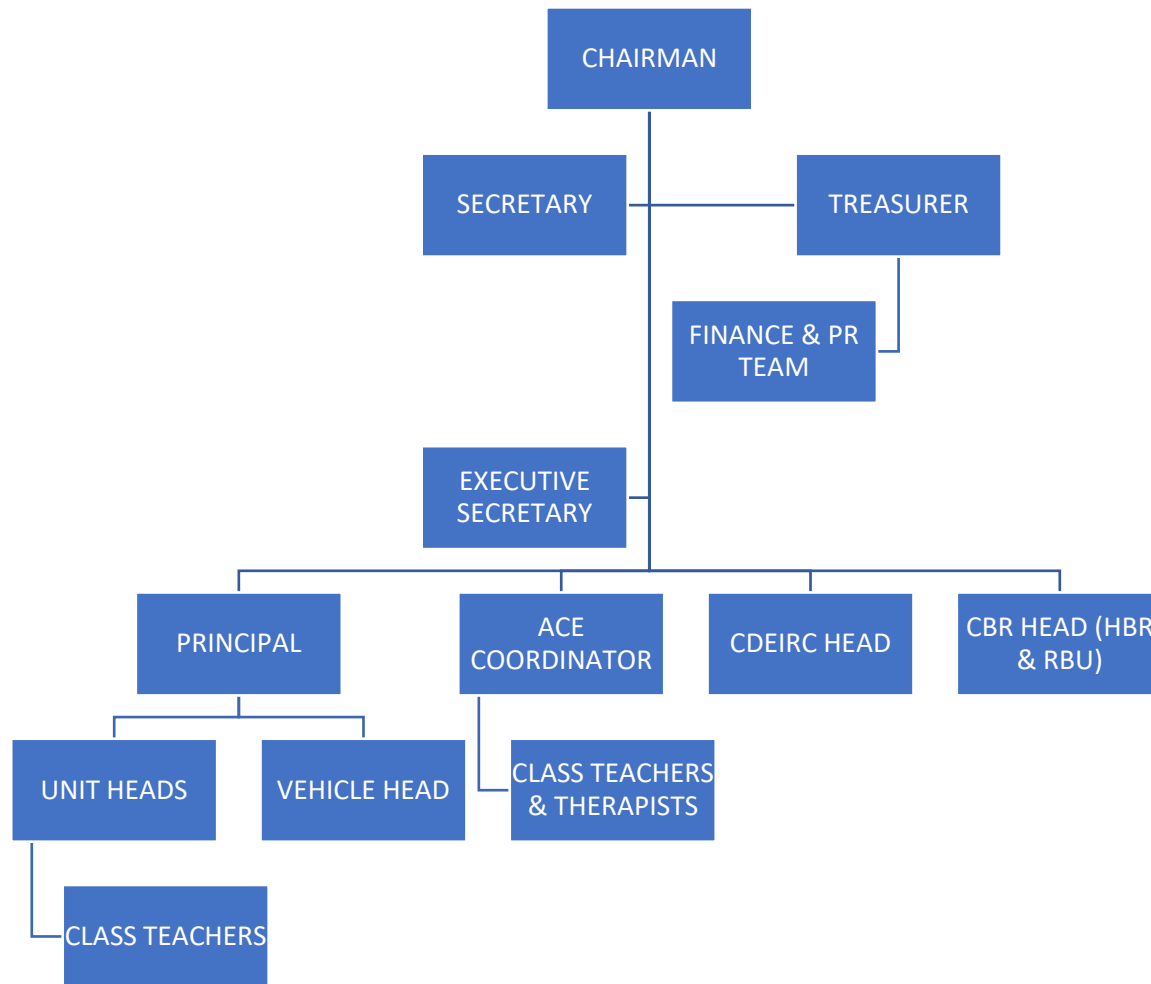 CHAIRMAN
SECRETARY
TREASURER
FINANCE & PR
TEAM
EXECUTIVE
SECRETARY
PRINCIPAL
ACE
COORDINATOR
CDEIRC HEAD
CBR HEAD (HBR
& RBU)
UNIT HEADS
VEHICLE HEAD
CLASS TEACHERS
& THERAPISTS
CLASS TEACHERS